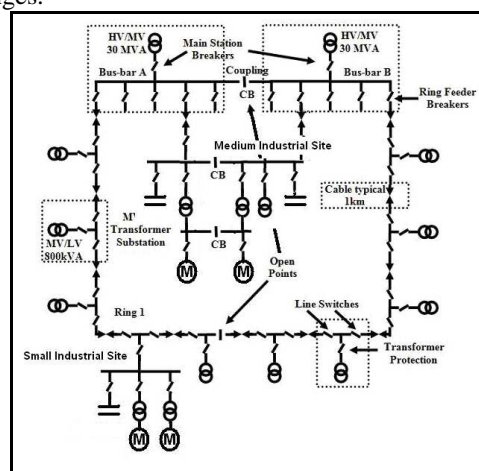 HV/MV
30 MVA
Main Station
Breakers
HV/MV
30 MVA
Bus-bar A
Coupling
Bus-bar B
CB
Ring Feeder
Breakers
Medium Industrial Site
CB
Cable typical
1km
M'
Transformer
Substation
MV/LV
800kVA
CB
M
M
Open
Points
Ring 1
Line Switches
Small Industrial Site
Transformer
Protection
M
M